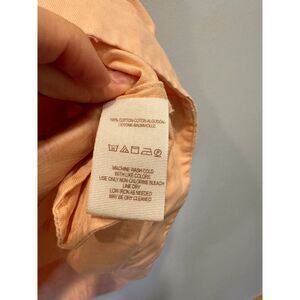 100% COTTON-COTON-ALGODON
COTONE-BAUMWOLLE
MACHINE WASH COLD
WITH LIKE COLORS
USE ONLY NON-CHLORINE BLEACH
LINE DRY
LOW IRON AS NEEDED
MAY BE DRY CLEANED